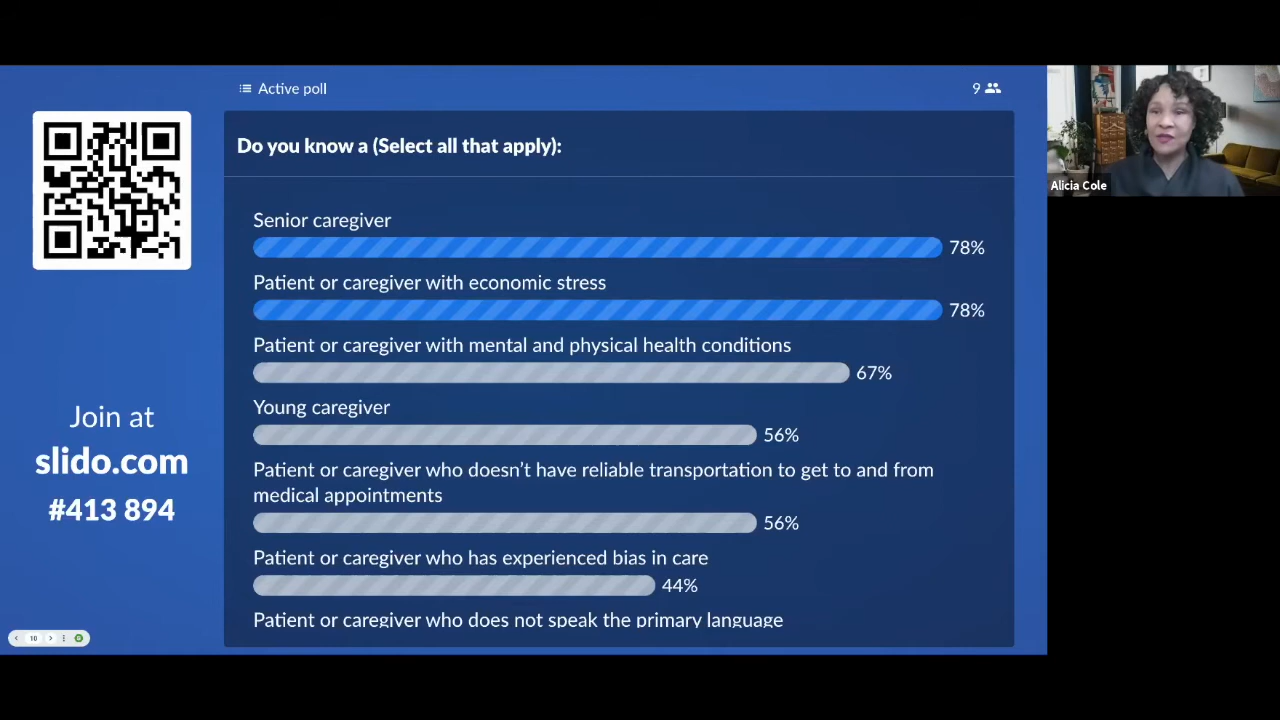 Active poll
9
Do you know a (Select all that apply):
Senior caregiver
78%
Patient or caregiver with economic stress
78%
Patient or caregiver with mental and physical health conditions
67%
Young caregiver
56%
Patient or caregiver who doesn't have reliable transportation to get to and from
medical appointments
56%
Patient or caregiver who has experienced bias in care
44%
Patient or caregiver who does not speak the primary language
Join at
slido.com
#413 894
10
Alicia Cole